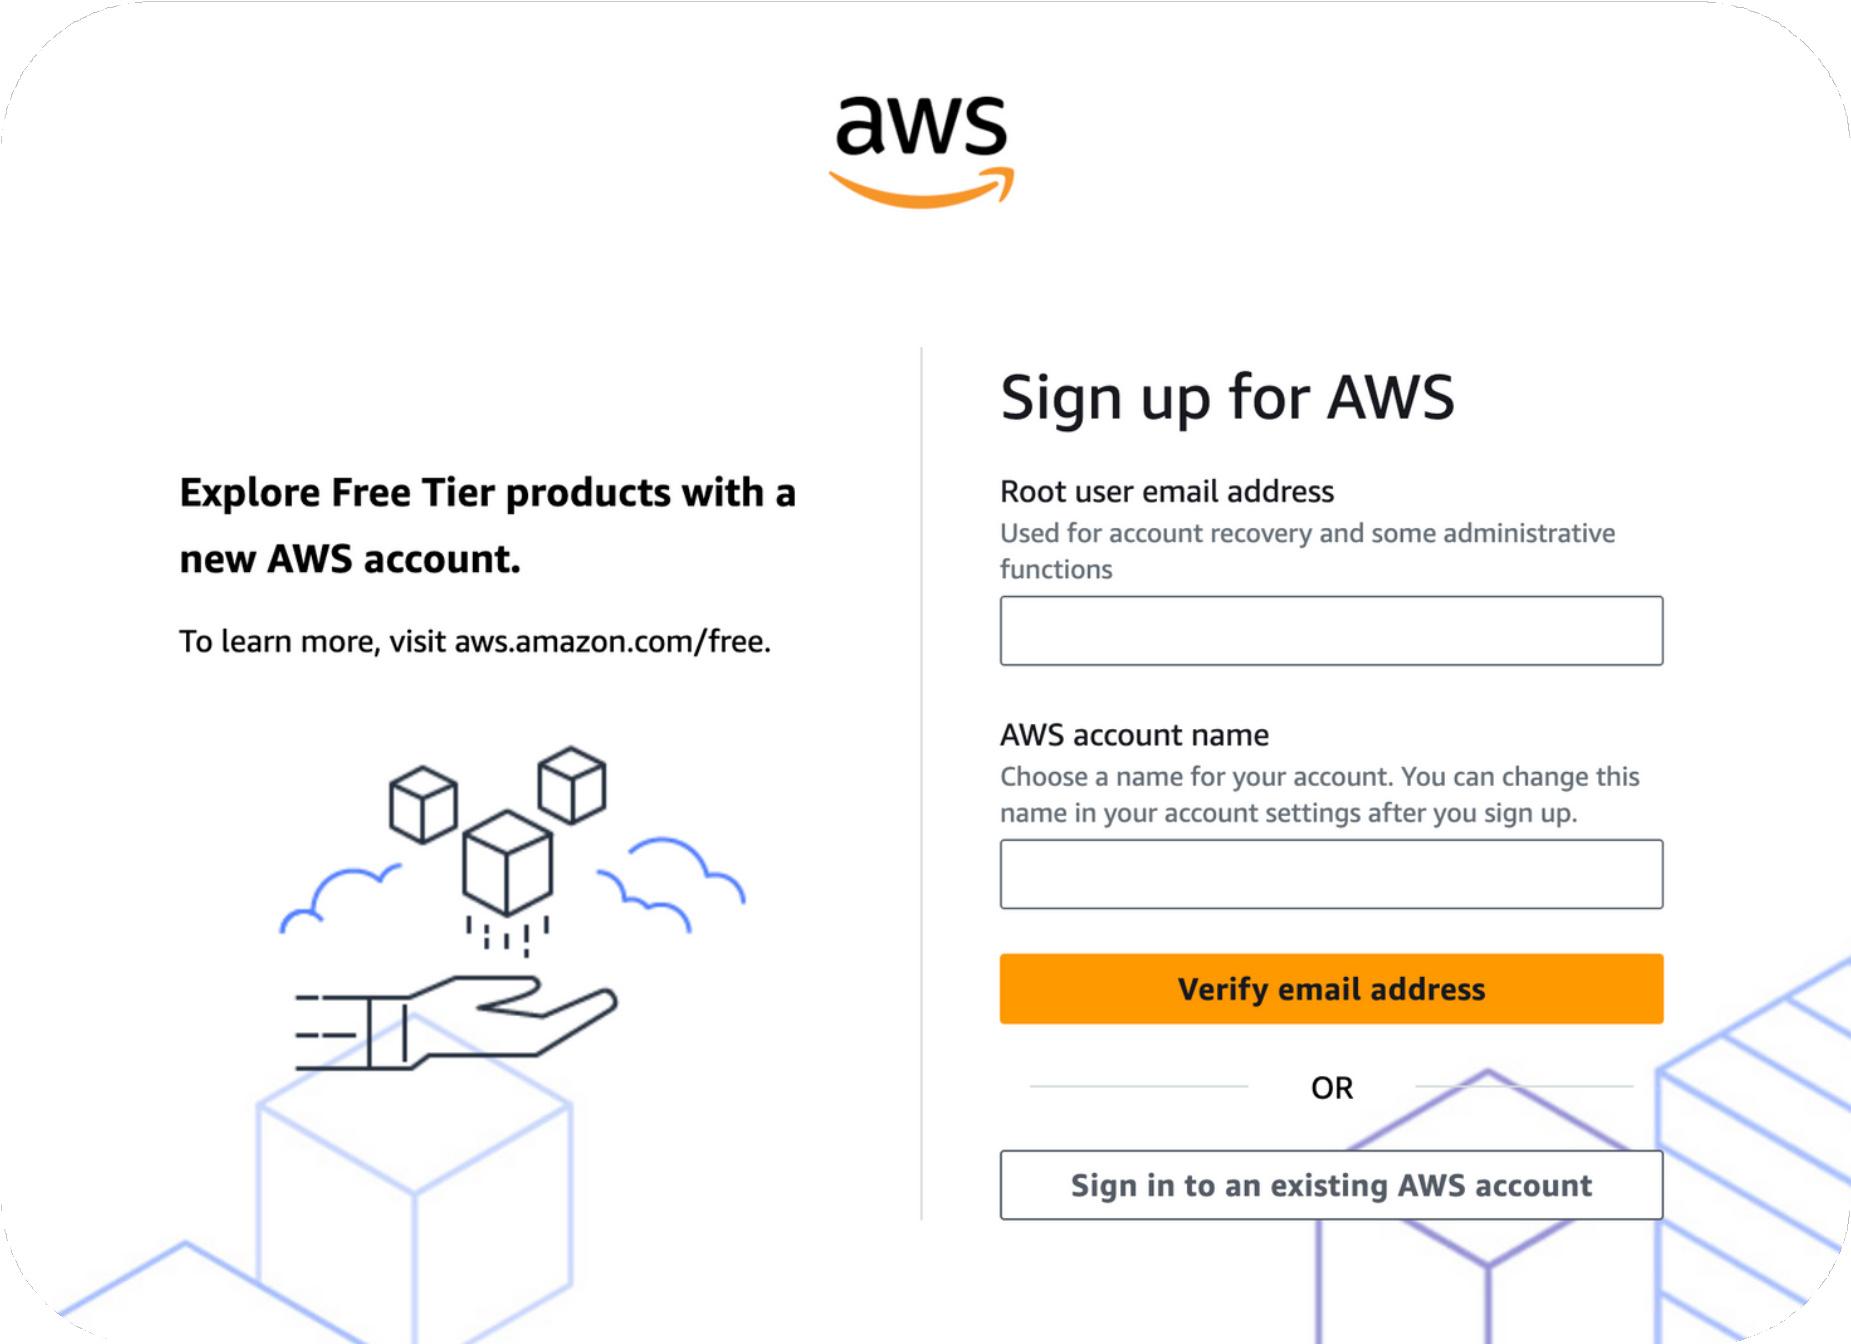 aws
Explore Free Tier products with a
new AWS account.
To learn more, visit aws.amazon.com/free.
Sign up for AWS
Root user email address
Used for account recovery and some administrative
functions
AWS account name
Choose a name for your account. You can change this
name in your account settings after you sign up.
Verify email address
OR
Sign in to an existing AWS account